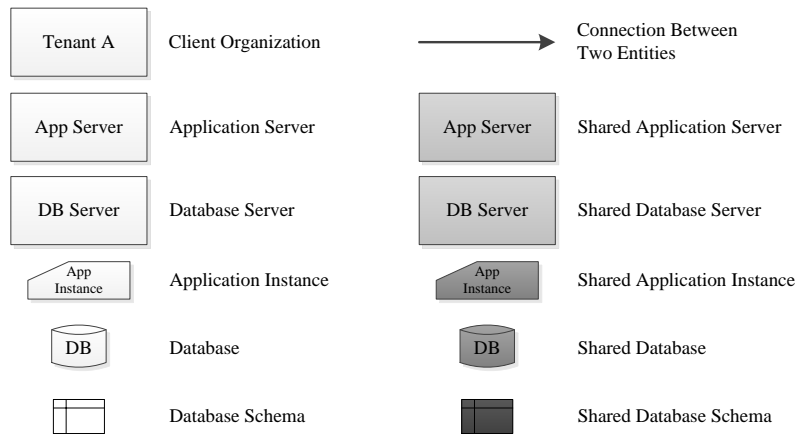 Tenant A
Client Organization
Connection Between
Two Entities
App Server
Application Server
App Server
Shared Application Server
DB Server
Database Server
DB Server
Shared Database Server
App
Instance
Application Instance
App
Instance
Shared Application Instance
DB
Database
DB
Shared Database
Database Schema
Shared Database Schema